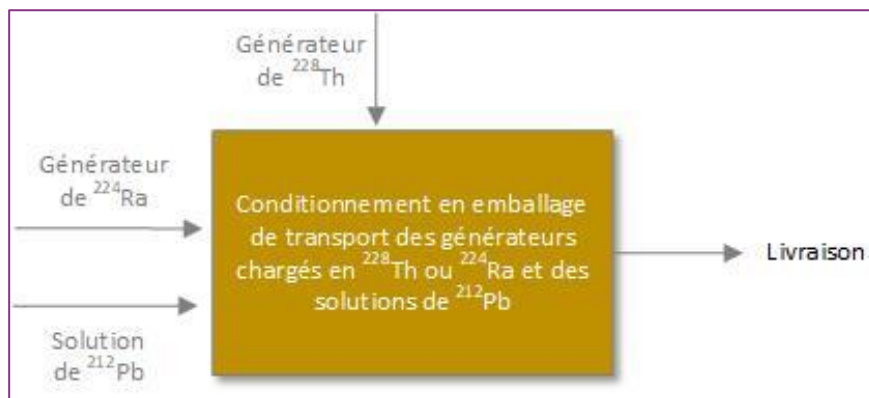 Générateur
de ²²⁸Th
Générateur
de ²²⁴Ra
Conditionnement en emballage
de transport des générateurs
chargés en ²²⁸Th ou ²²⁴Ra et des
solutions de ²¹²Pb
Livraison
Solution
de ²¹²Pb